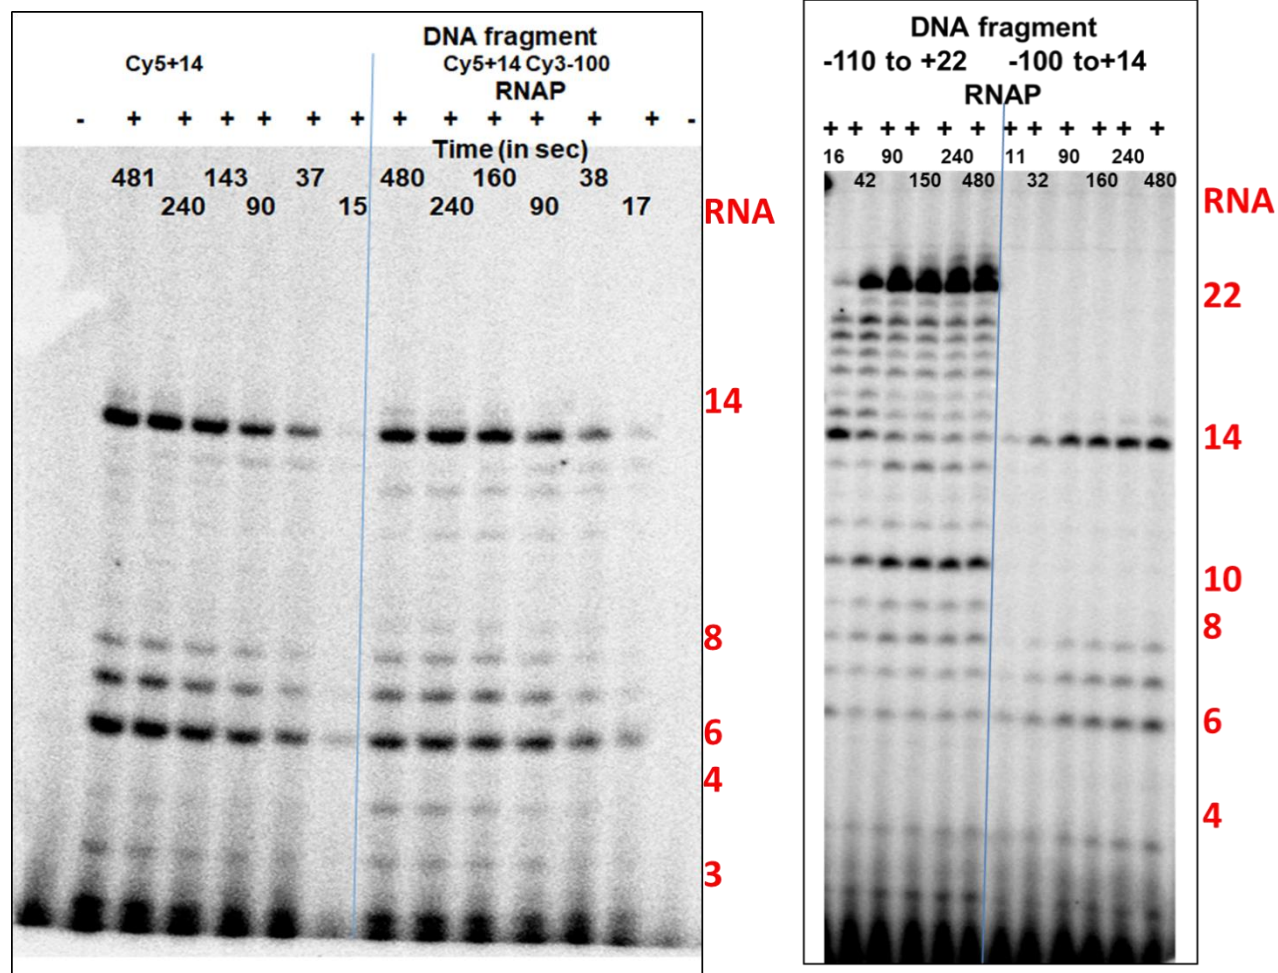 DNA fragment
Cy5+14 Cy5+14 Cy3-100
RNAP
- + + + + + + + + + + + + -
Time (in sec)
481 143 37 480 160 38
240 90 15 240 90 17
RNA
14
8
6
4
3
DNA fragment
-110 to +22 -100 to+14
RNAP
+ + + + + + + + + + + +
16 90 240 11 90 240
42 150 480 32 160 480
RNA
22
14
10
8
6
4